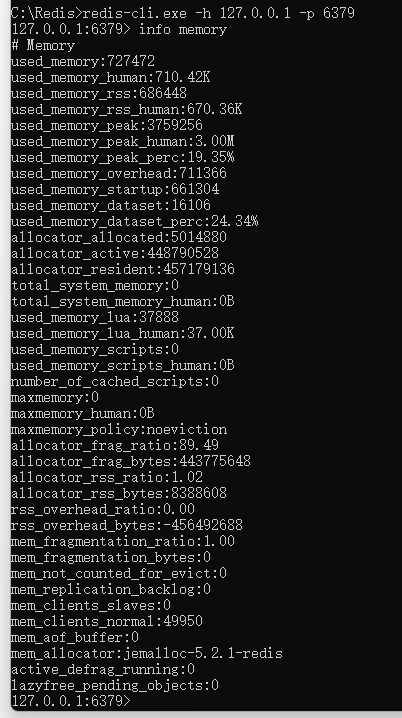 C:\Redis>redis-cli.exe -h 127.0.0.1 -p 6379
127.0.0.1:6379> info memory
# Memory
used_memory:727472
used_memory_human:710.42K
used_memory_rss:686448
used_memory_rss_human:670.36K
used_memory_peak:3759256
used_memory_peak_human:3.00M
used_memory_peak_perc:19.35%
used_memory_overhead:711366
used_memory_startup:661304
used_memory_dataset:16106
used_memory_dataset_perc:24.34%
allocator_allocated:5014880
allocator_active:448790528
allocator_resident:457179136
total_system_memory:0
total_system_memory_human:0B
used_memory_lua:37888
used_memory_lua_human:37.00K
used_memory_scripts:0
used_memory_scripts_human:0B
number_of_cached_scripts:0
maxmemory:0
maxmemory_human:0B
maxmemory_policy:noeviction
allocator_frag_ratio:89.49
allocator_frag_bytes:443775648
allocator_rss_ratio:1.02
allocator_rss_bytes:8388608
rss_overhead_ratio:0.00
rss_overhead_bytes:-456492688
mem_fragmentation_ratio:1.00
mem_fragmentation_bytes:0
mem_not_counted_for_evict:0
mem_replication_backlog:0
mem_clients_slaves:0
mem_clients_normal:49950
mem_aof_buffer:0
mem_allocator:jemalloc-5.2.1-redis
active_defrag_running:0
lazyfree_pending_objects:0
127.0.0.1:6379>